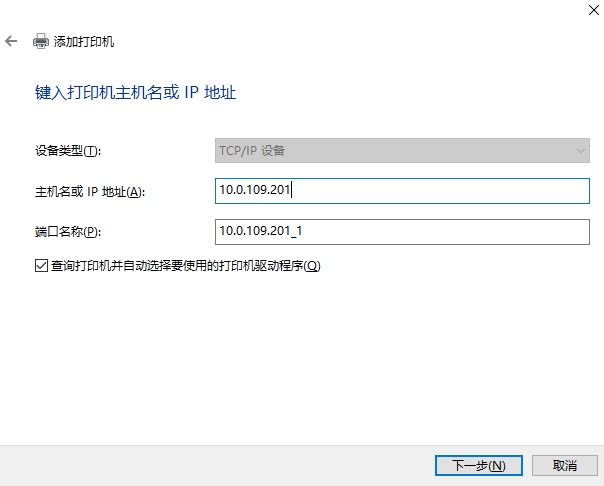 添加打印机
键入打印机主机名或 IP 地址
设备类型(T):
TCP/IP 设备
主机名或 IP 地址(A):
10.0.109.201
端口名称(P):
10.0.109.201_1
查询打印机并自动选择要使用的打印机驱动程序(Q)
下一步(N)
取消